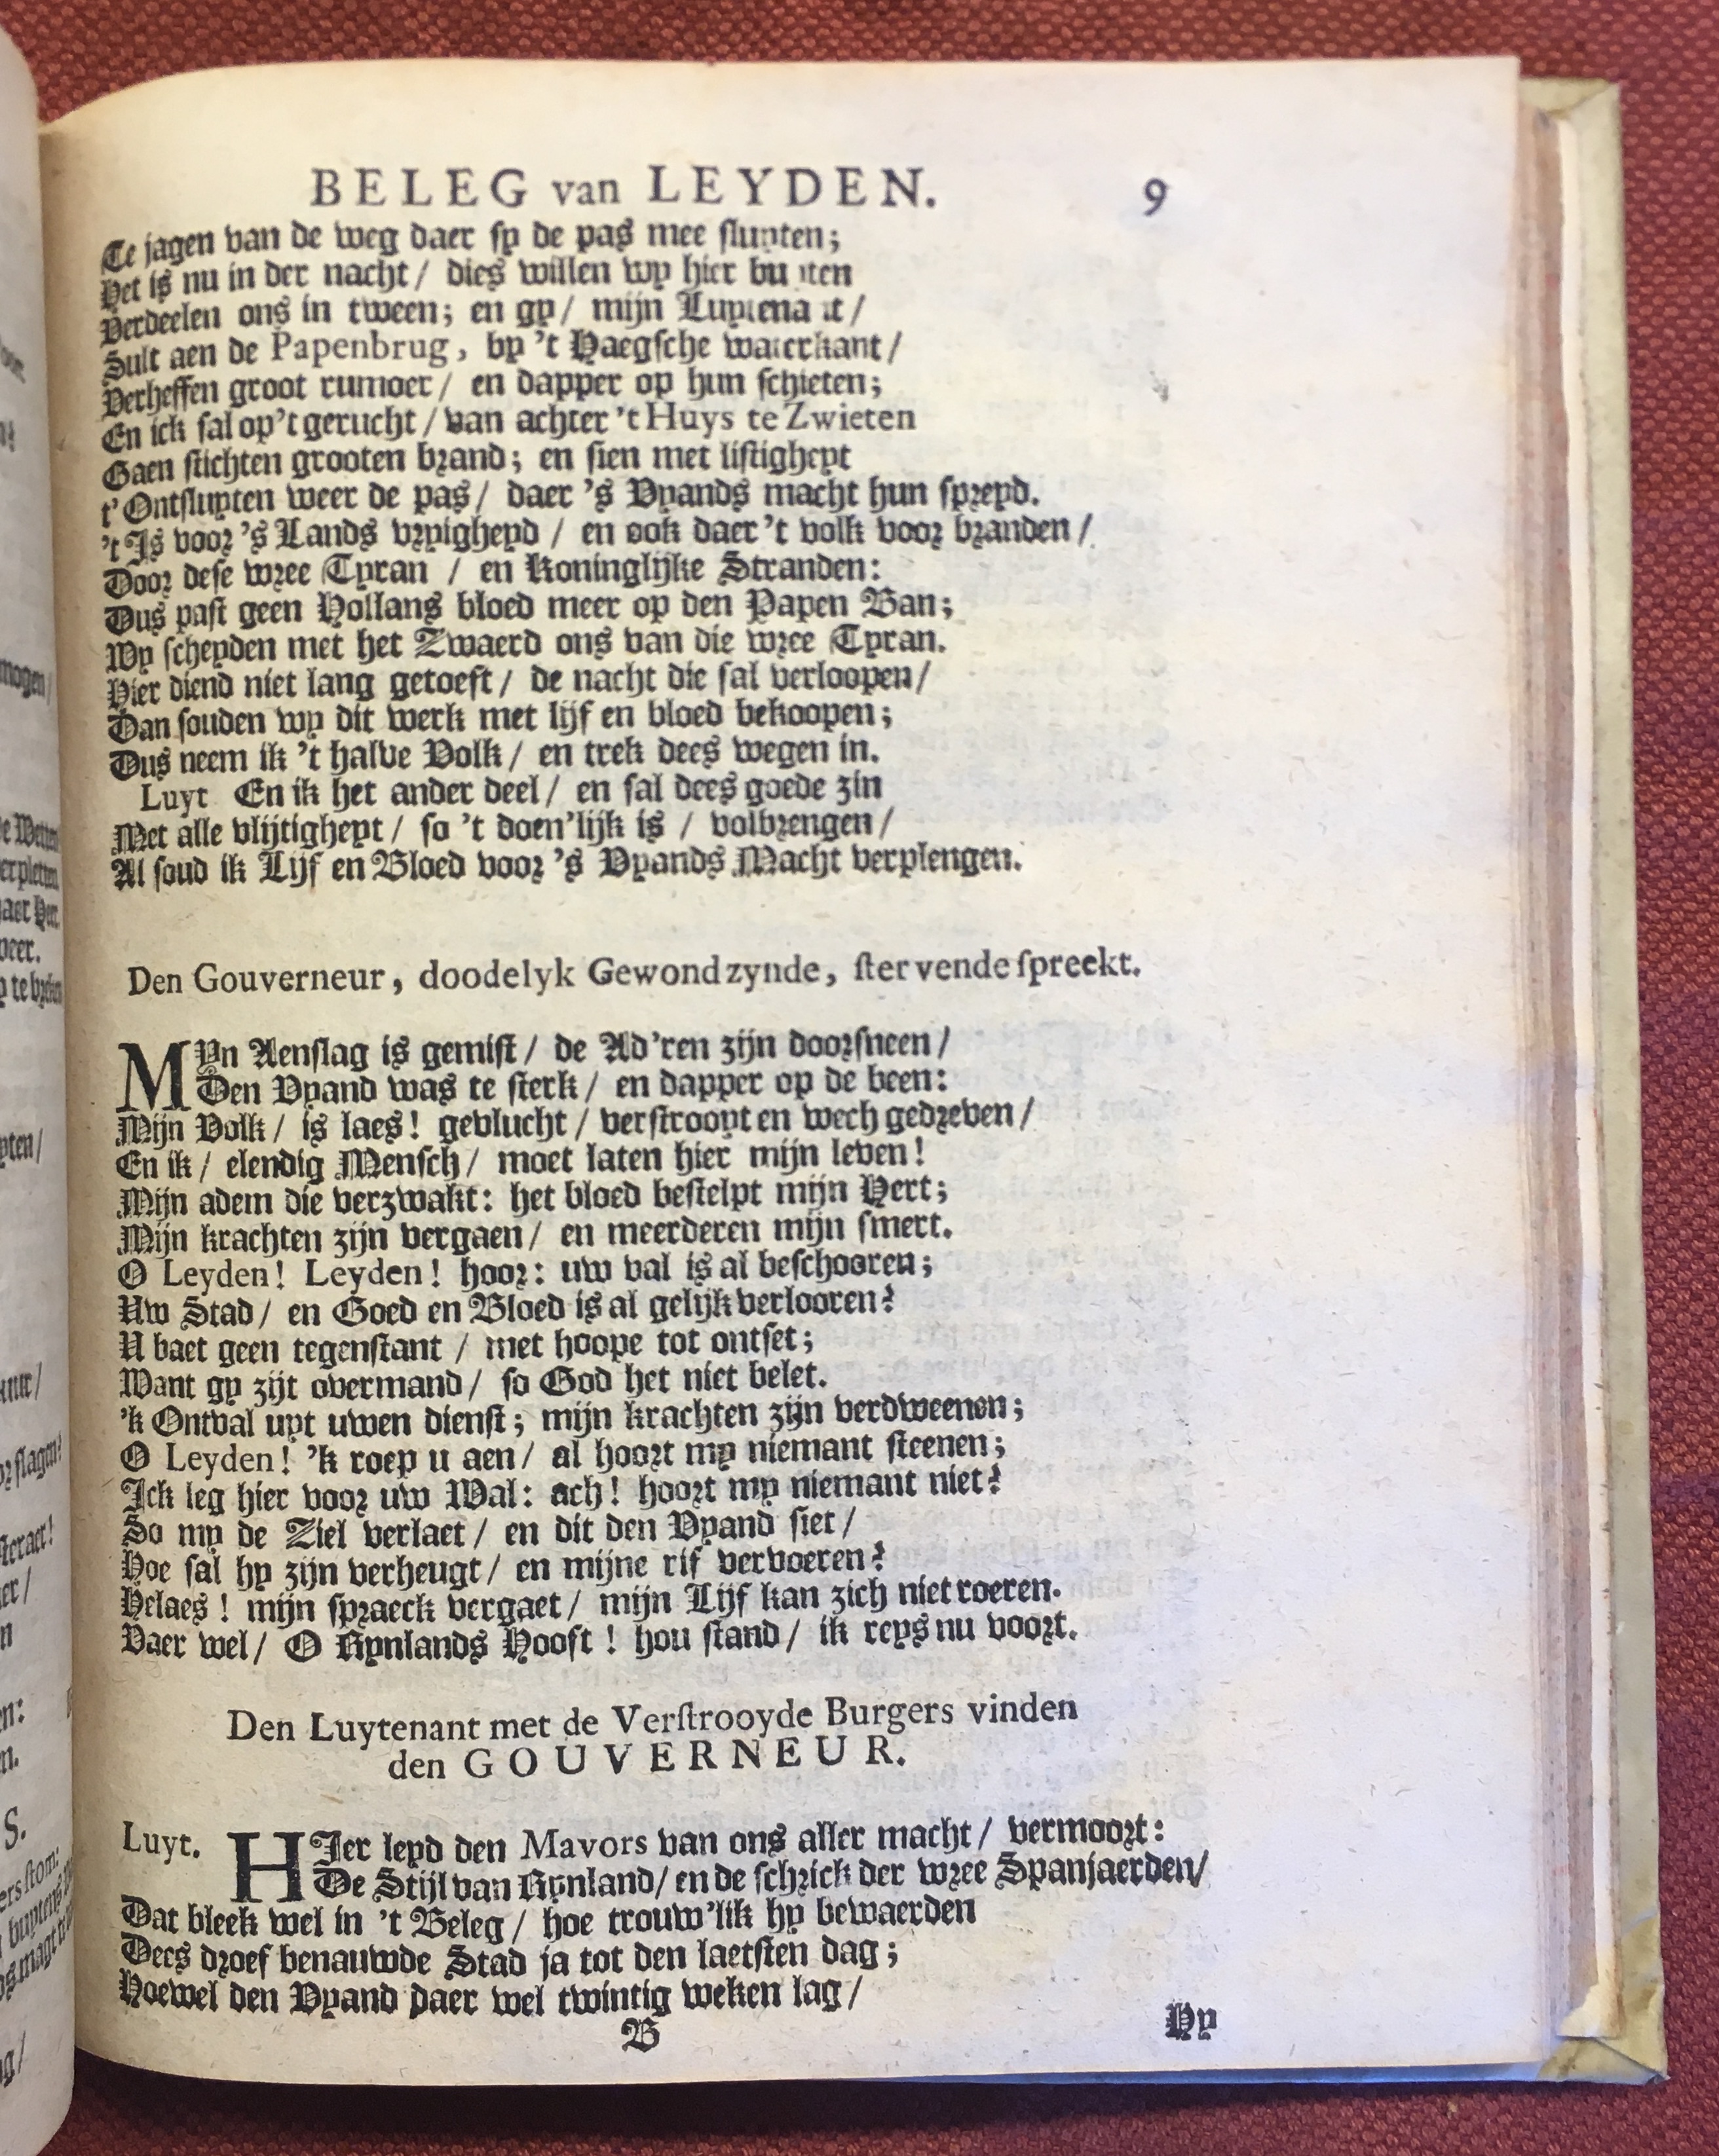 BELEG van LEYDEN. 9
Te jagen van de weg daer sy de pas mee sluyten;
Het is nu in der nacht / dies willen wy hier buyten
Verdeelen ons in tween; en gy / mijn Luytenant /
Sult aen de Papenbrug, by 't Haegsche waterkant /
Verheffen groot rumoer / en dapper op hun schieten;
En ick sal op 't gerucht / van achter 't Huys te Zwieten
Gaen stichten grooten brand; en sien met listigheyt
t' Ontsluyten weer de pas / daer 's Vyands macht hun spreyd.
't Is voor 's Lands vryigheyd / en ook daer 't volk voor branden /
Door dese wree Tyran / en Koninglijke Stranden:
Dus past geen Hollans bloed meer op den Papen Ban;
Wy scheyden met het Zwaerd ons van die wree Tyran.
Hier diend niet lang getoeft / de nacht die sal verloopen /
Dan souden wy dit werk met lijf en bloed bekoopen;
Dus neem ik 't halve Volk / en trek dees wegen in.
Luyt En ik het ander deel / en sal dees goede zin
Met alle vlijtigheyt / so 't doen'lijk is / volbrengen /
Al soud ik Lijf en Bloed voor 's Vyands Macht verplengen.
Den Gouverneur, doodelyk Gewond zynde, stervende spreekt.
MYn Aenslag is gemist / de Ad'ren zijn doorsneen /
Den Vyand was te sterk / en dapper op de been:
Mijn Volk / is laes! gevlucht / verstrooyt en wech gedreven /
En ik / elendig Mensch / moet laten hier mijn leven!
Mijn adem die verzwakt: het bloed bestelpt mijn Hert;
Mijn krachten zijn vergaen / en meerderen mijn smert.
O Leyden! Leyden! hoor: uw val is al beschooren;
Uw Stad / en Goed en Bloed is al gelijk verlooren?
U baet geen tegenstant / met hoope tot ontset;
Want gy zijt overmand / so God het niet belet.
'k Ontval uyt uwen dienst; mijn krachten zijn verdweenen;
O Leyden! 'k roep u aen / al hoort my niemant steenen;
Ick leg hier voor uw Wal: ach! hoort my niemant niet?
So my de Ziel verlaet / en dit den Vyand siet /
Hoe sal hy zijn verheugt / en mijne rif vervoeren?
Helaes! mijn spraeck vergaet / mijn Lijf kan zich niet roeren.
Vaer wel / O Rynlands Hooft! hou stand / ik reys nu voort.
Den Luytenant met de Verstrooyde Burgers vinden
den GOUVERNEUR.
Luyt. HIer leyd den Mavors van ons aller macht / vermoort:
De Stijl van Rynland / en de schrick der wree Spanjaerden /
Dat bleek wel in 't Beleg / hoe trouw'lik hy bewaerden
Dees droef benauwde Stad ja tot den laetsten dag;
Hoewel den Vyand daer wel twintig weken lag /
B Hy